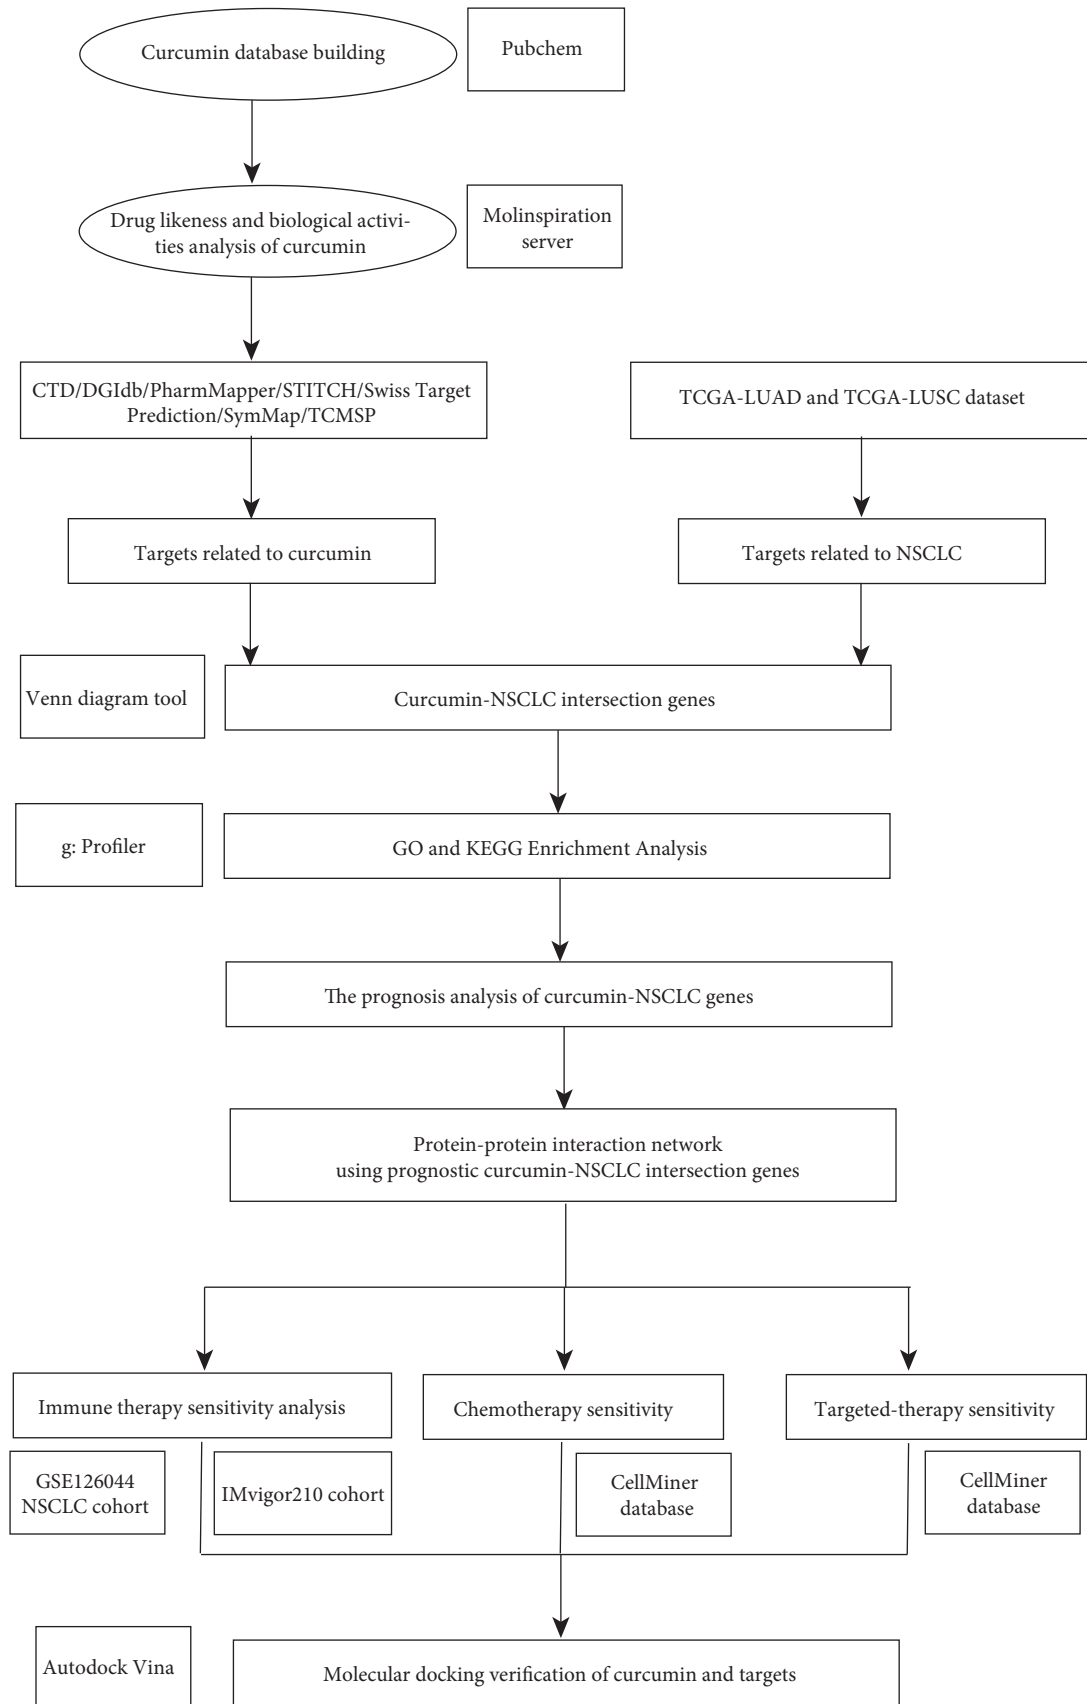 Curcumin database building
Pubchem
Drug likeness and biological activi-
ties analysis of curcumin
Molinspiration
server
CTD/DGIdb/PharmMapper/STITCH/Swiss Target
Prediction/SymMap/TCMSP
TCGA-LUAD and TCGA-LUSC dataset
Targets related to curcumin
Targets related to NSCLC
Venn diagram tool
Curcumin-NSCLC intersection genes
g: Profiler
GO and KEGG Enrichment Analysis
The prognosis analysis of curcumin-NSCLC genes
Protein-protein interaction network
using prognostic curcumin-NSCLC intersection genes
Immune therapy sensitivity analysis
Chemotherapy sensitivity
Targeted-therapy sensitivity
GSE126044
NSCLC cohort
IMvigor210 cohort
CellMiner
database
CellMiner
database
Autodock Vina
Molecular docking verification of curcumin and targets